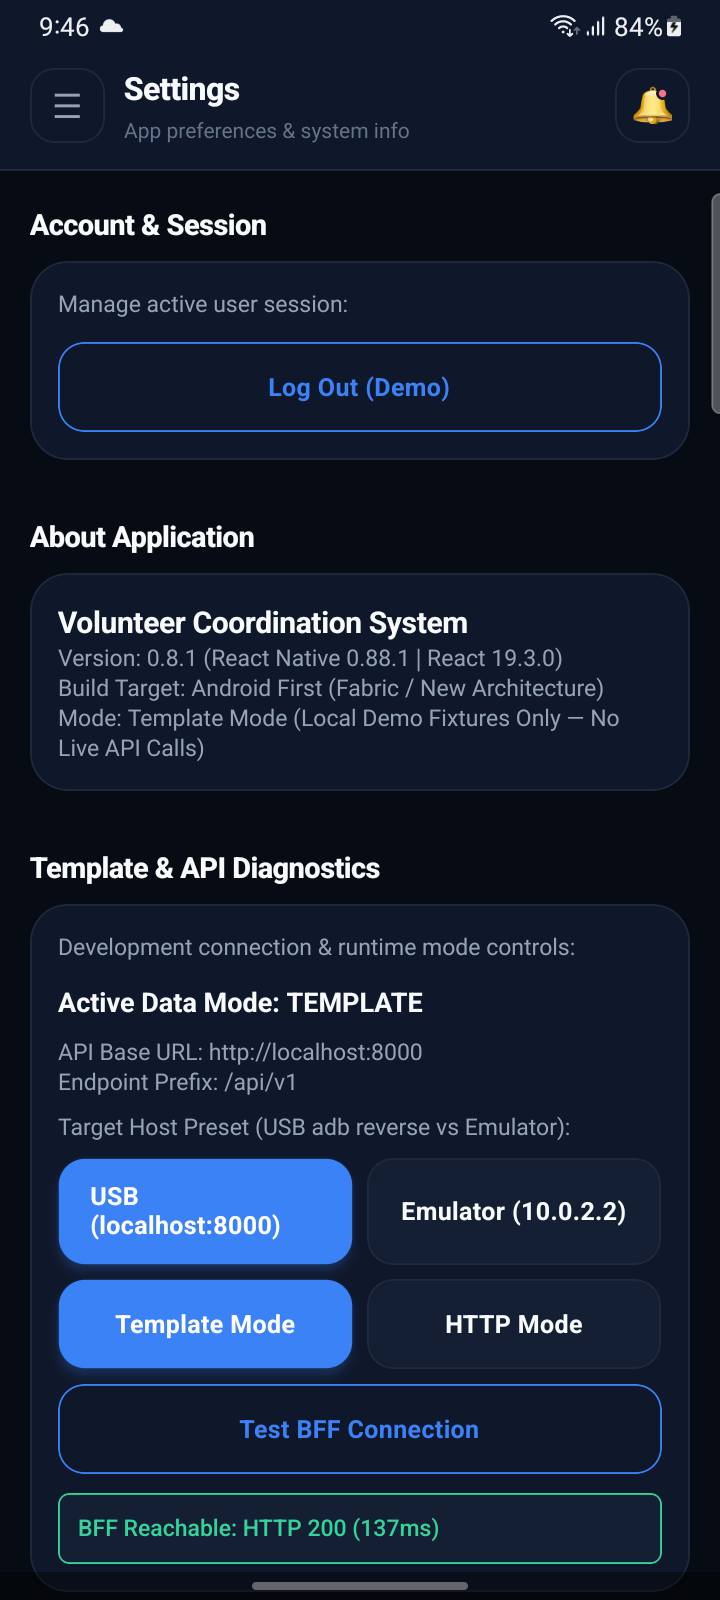 9:46
84%
Settings
App preferences & system info
Account & Session
Manage active user session:
Log Out (Demo)
About Application
Volunteer Coordination System
Version: 0.8.1 (React Native 0.88.1 | React 19.3.0)
Build Target: Android First (Fabric / New Architecture)
Mode: Template Mode (Local Demo Fixtures Only — No
Live API Calls)
Template & API Diagnostics
Development connection & runtime mode controls:
Active Data Mode: TEMPLATE
API Base URL: http://localhost:8000
Endpoint Prefix: /api/v1
Target Host Preset (USB adb reverse vs Emulator):
USB
(localhost:8000)
Emulator (10.0.2.2)
Template Mode
HTTP Mode
Test BFF Connection
BFF Reachable: HTTP 200 (137ms)